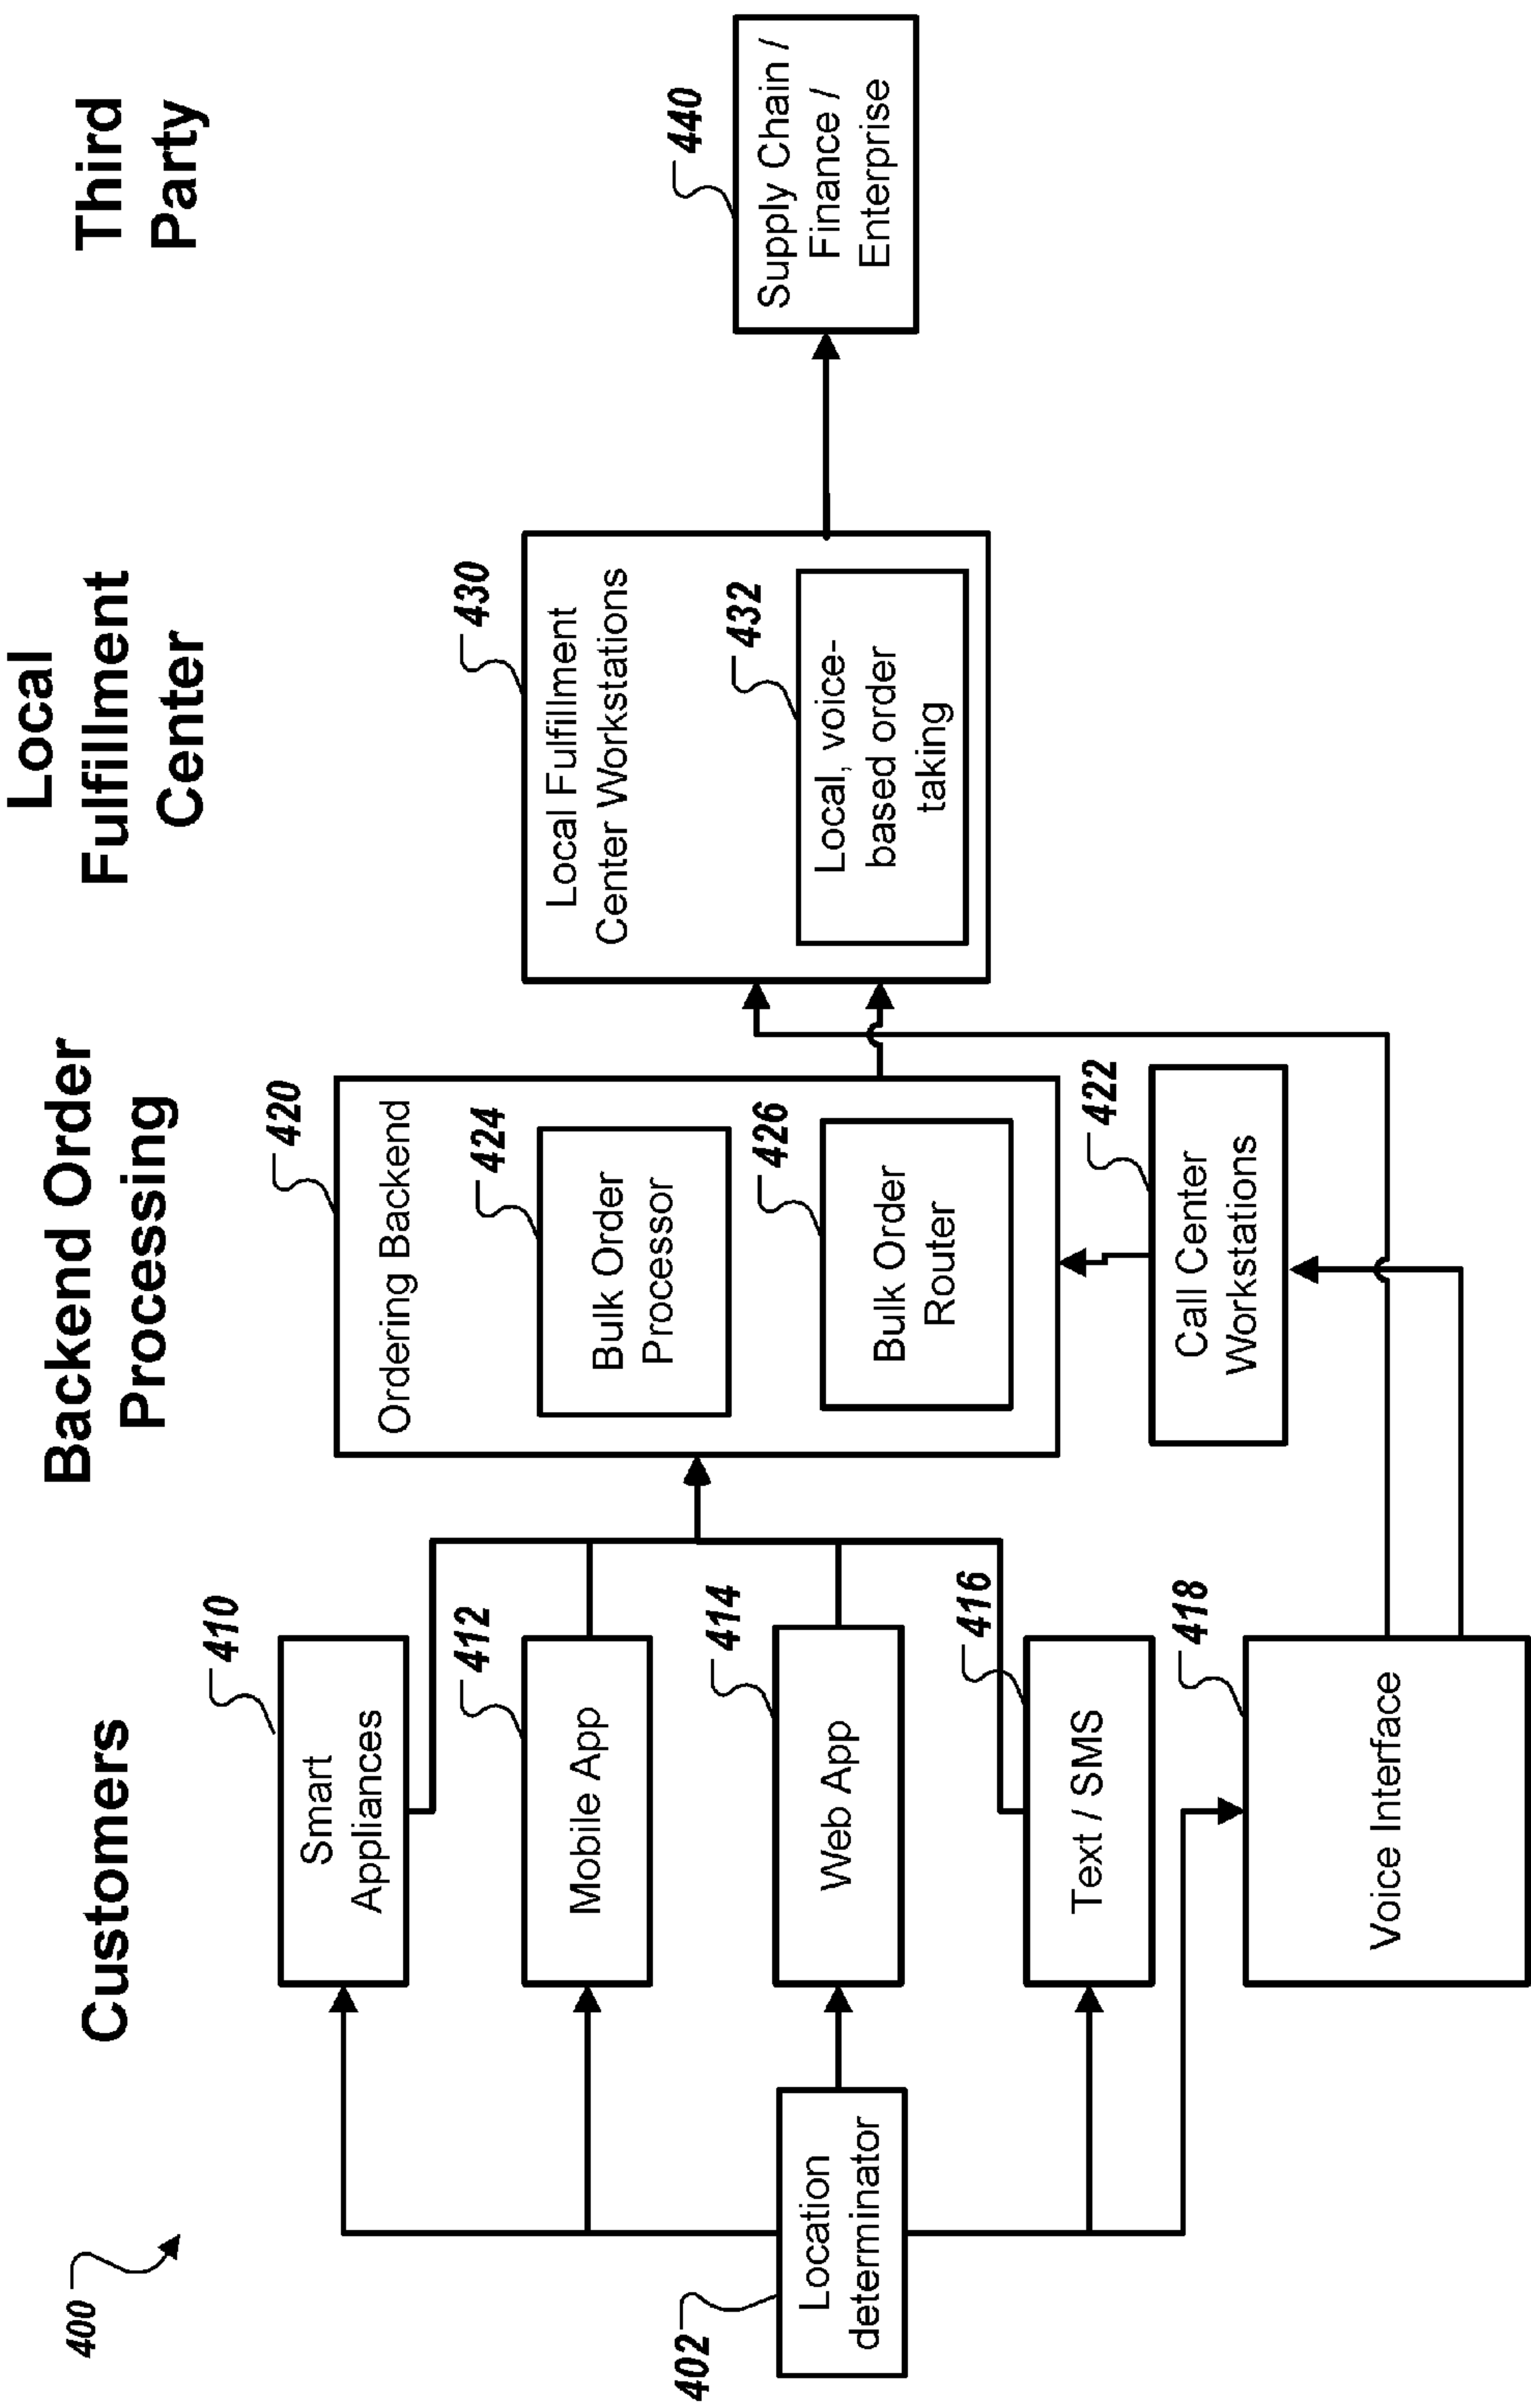 400
Customers
Backend Order
Processing
Local
Fulfillment
Center
Third
Party
402
Location
determinator
410
Smart
Appliances
412
Mobile App
414
Web App
416
Text / SMS
418
Voice Interface
420
Ordering Backend
424
Bulk Order
Processor
426
Bulk Order
Router
422
Call Center
Workstations
430
Local Fulfillment
Center Workstations
432
Local, voice-
based order
taking
440
Supply Chain /
Finance /
Enterprise